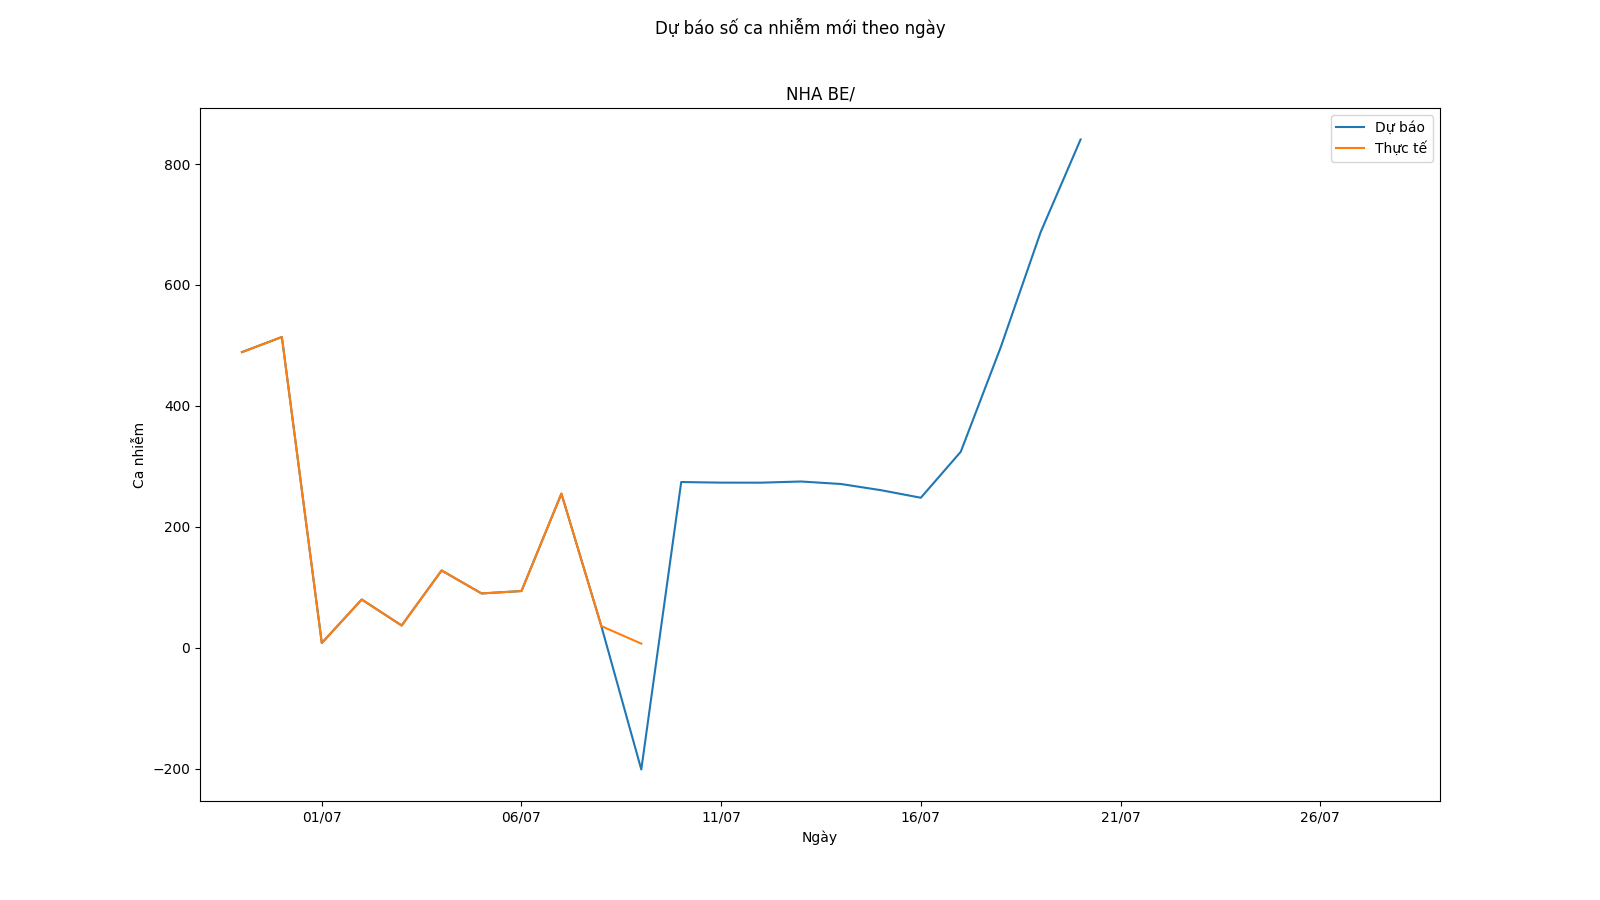 Dự báo số ca nhiễm mới theo ngày
NHA BE/
Dự báo
Thực tế
800
600
400
200
0
−200
Ca nhiễm
01/07
06/07
11/07
16/07
21/07
26/07
Ngày